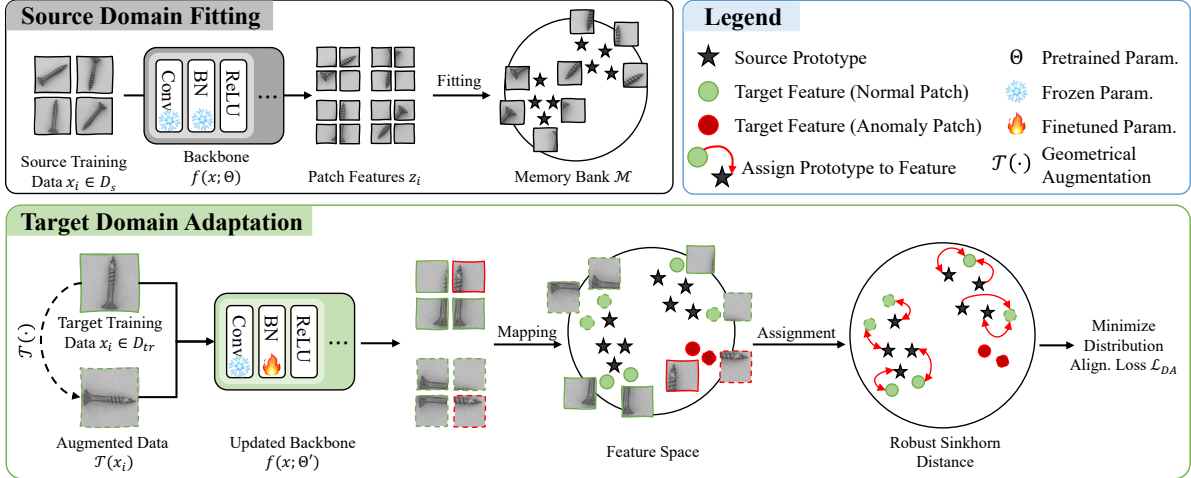 Source Domain Fitting
Conv
BN
ReLU
...
Fitting
Source Training
Data x_i ∈ D_s
Backbone
f(x; Θ)
Patch Features z_i
Memory Bank ℳ
Legend
Source Prototype
Target Feature (Normal Patch)
Target Feature (Anomaly Patch)
Assign Prototype to Feature
Θ
Pretrained Param.
Frozen Param.
Finetuned Param.
𝒯(·)
Geometrical
Augmentation
Target Domain Adaptation
𝒯(·)
Target Training
Data x_i ∈ D_tr
Augmented Data
𝒯(x_i)
Conv
BN
ReLU
...
Updated Backbone
f(x; Θ′)
Mapping
Feature Space
Assignment
Robust Sinkhorn
Distance
Minimize
Distribution
Align. Loss ℒ_DA